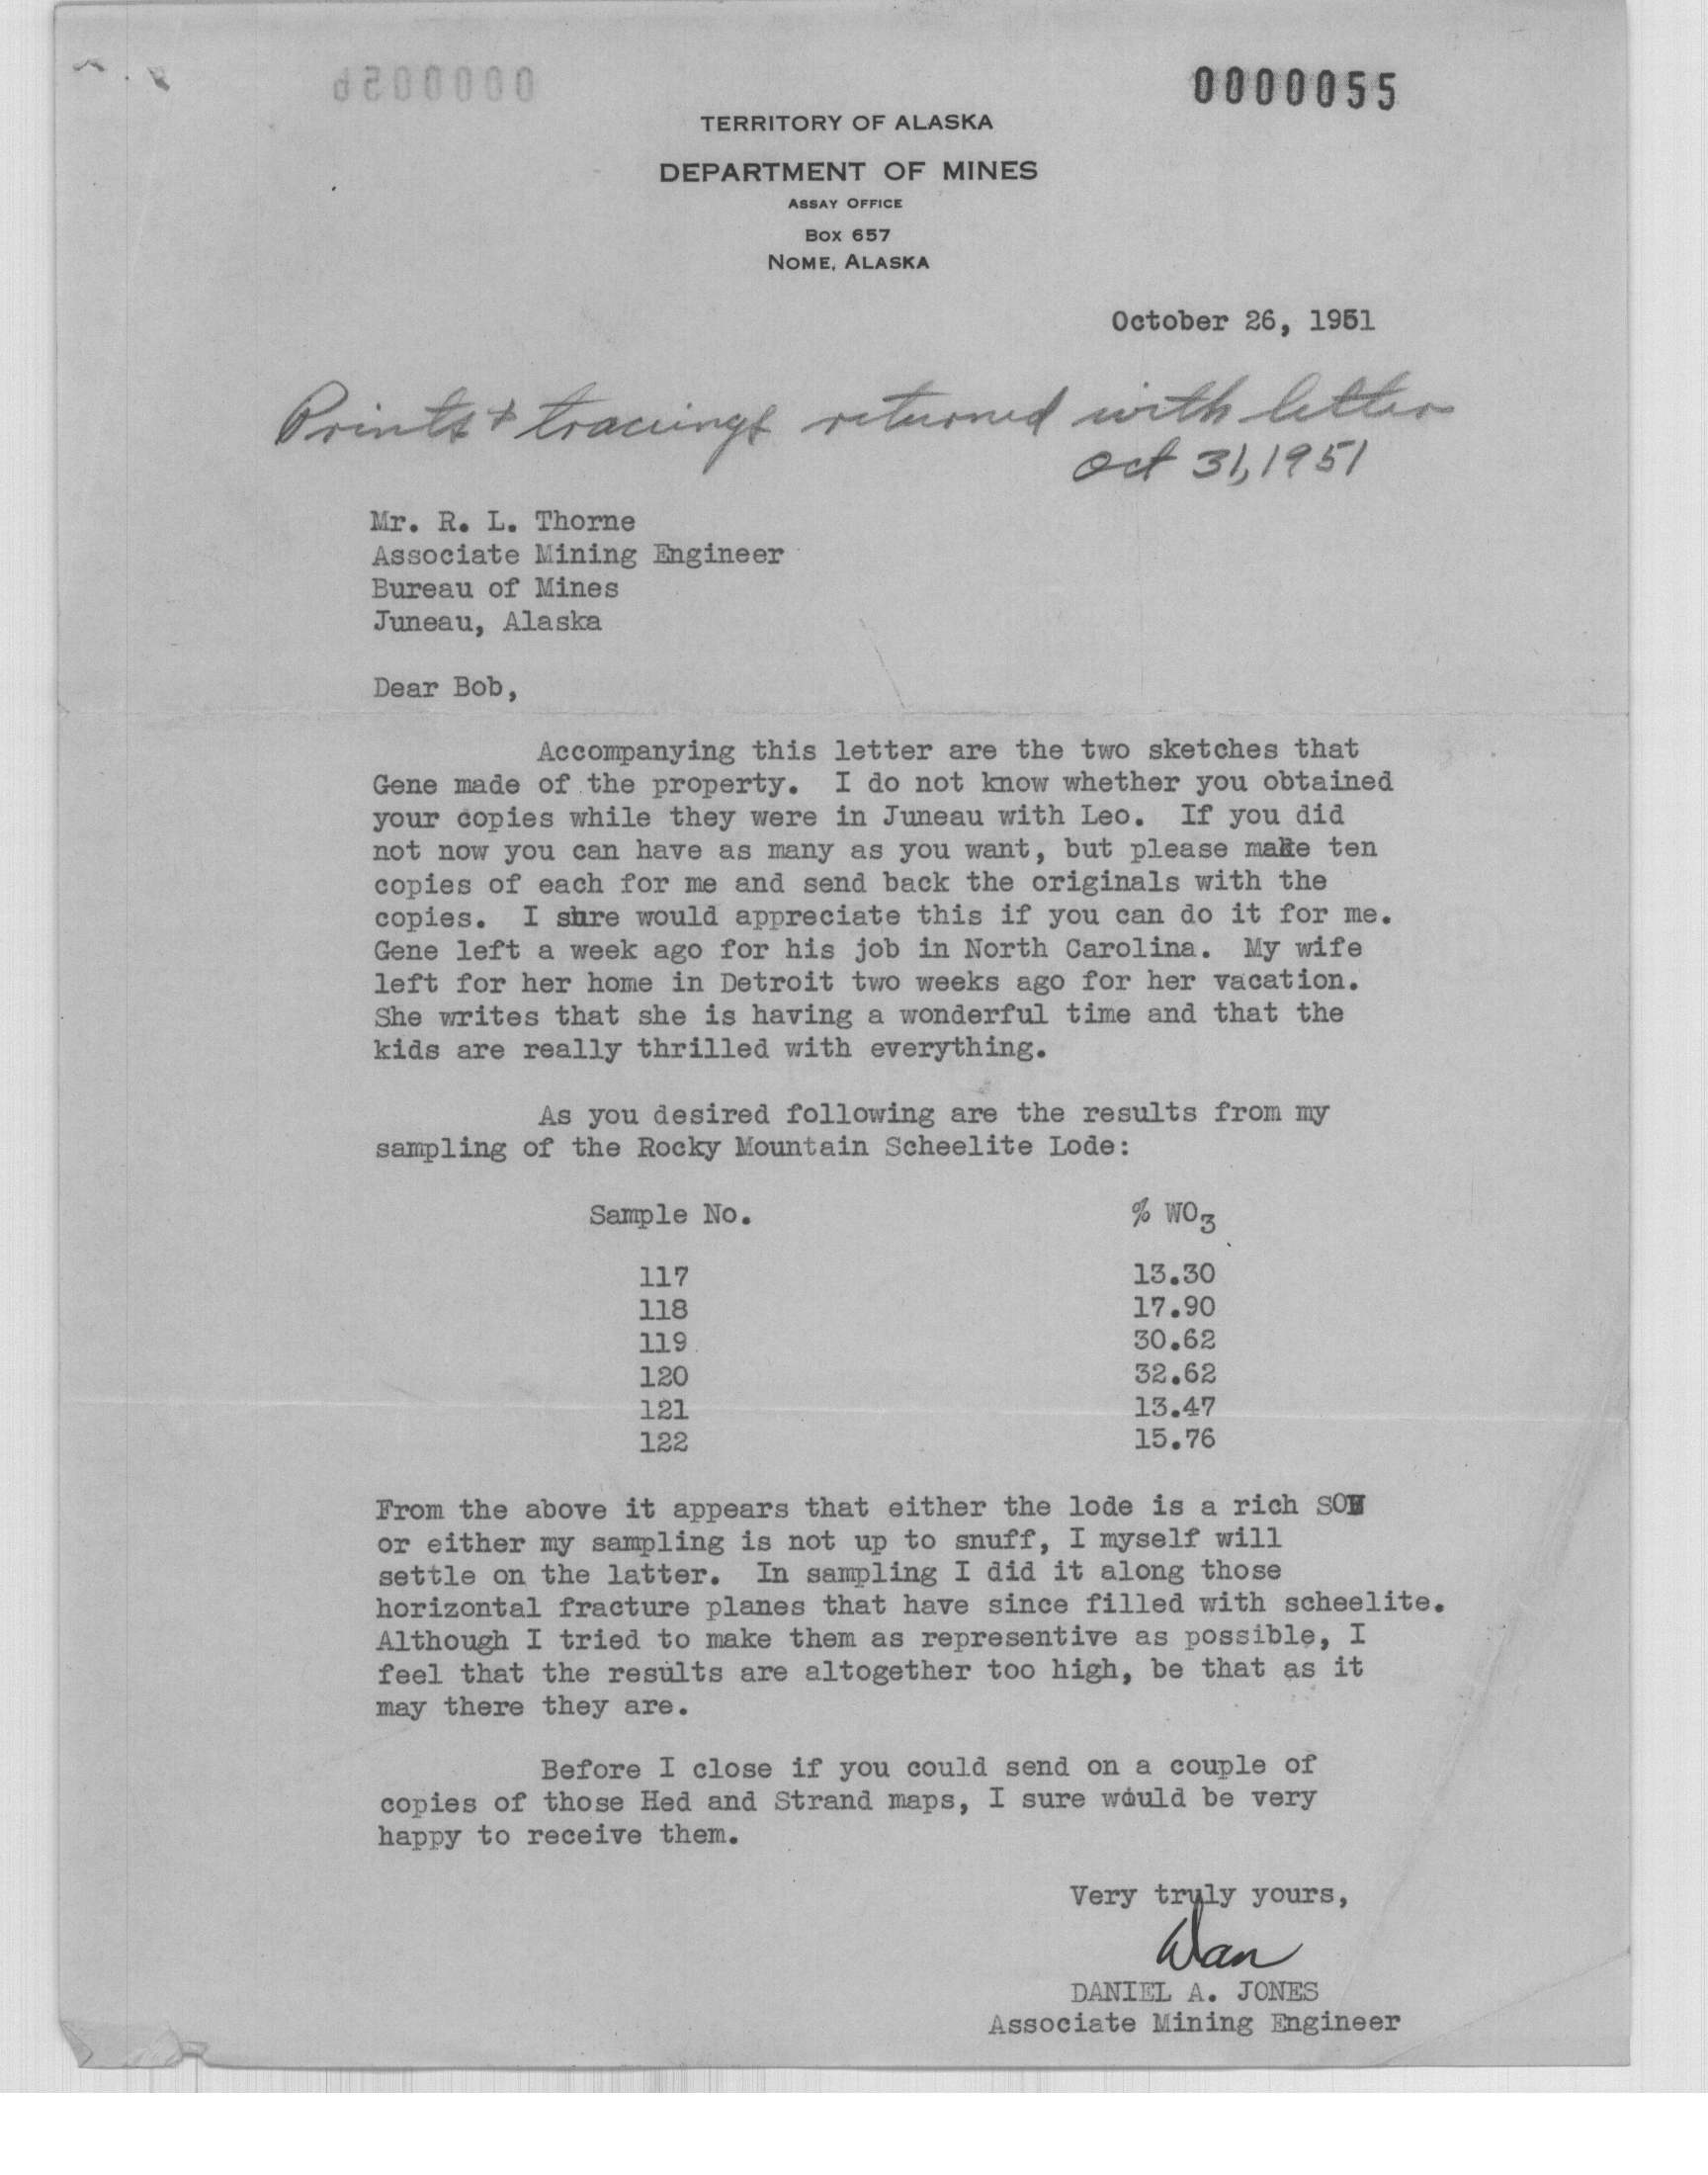 0000056
0000055
TERRITORY OF ALASKA
DEPARTMENT OF MINES
ASSAY OFFICE
BOX 657
NOME, ALASKA
October 26, 1951
Prints & tracings returned with letter
Oct 31, 1951
Mr. R. L. Thorne
Associate Mining Engineer
Bureau of Mines
Juneau, Alaska
Dear Bob,
Accompanying this letter are the two sketches that
Gene made of the property. I do not know whether you obtained
your copies while they were in Juneau with Leo. If you did
not now you can have as many as you want, but please make ten
copies of each for me and send back the originals with the
copies. I sure would appreciate this if you can do it for me.
Gene left a week ago for his job in North Carolina. My wife
left for her home in Detroit two weeks ago for her vacation.
She writes that she is having a wonderful time and that the
kids are really thrilled with everything.
As you desired following are the results from my
sampling of the Rocky Mountain Scheelite Lode:
Sample No. % WO3
117 13.30
118 17.90
119 30.62
120 32.62
121 13.47
122 15.76
From the above it appears that either the lode is a rich
or either my sampling is not up to snuff, I myself will
settle on the latter. In sampling I did it along those
horizontal fracture planes that have since filled with scheelite.
Although I tried to make them as representive as possible, I
feel that the results are altogether too high, be that as it
may there they are.
Before I close if you could send on a couple of
copies of those Hed and Strand maps, I sure would be very
happy to receive them.
Very truly yours,
Dan
DANIEL A. JONES
Associate Mining Engineer